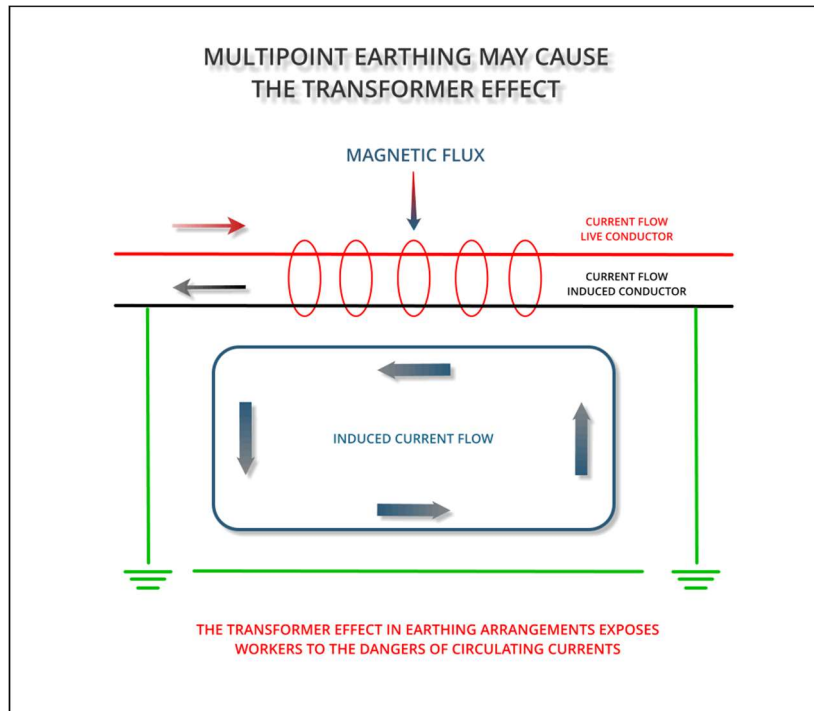 MULTIPOINT EARTHING MAY CAUSE
THE TRANSFORMER EFFECT
MAGNETIC FLUX
CURRENT FLOW
LIVE CONDUCTOR
CURRENT FLOW
INDUCED CONDUCTOR
INDUCED CURRENT FLOW
THE TRANSFORMER EFFECT IN EARTHING ARRANGEMENTS EXPOSES
WORKERS TO THE DANGERS OF CIRCULATING CURRENTS